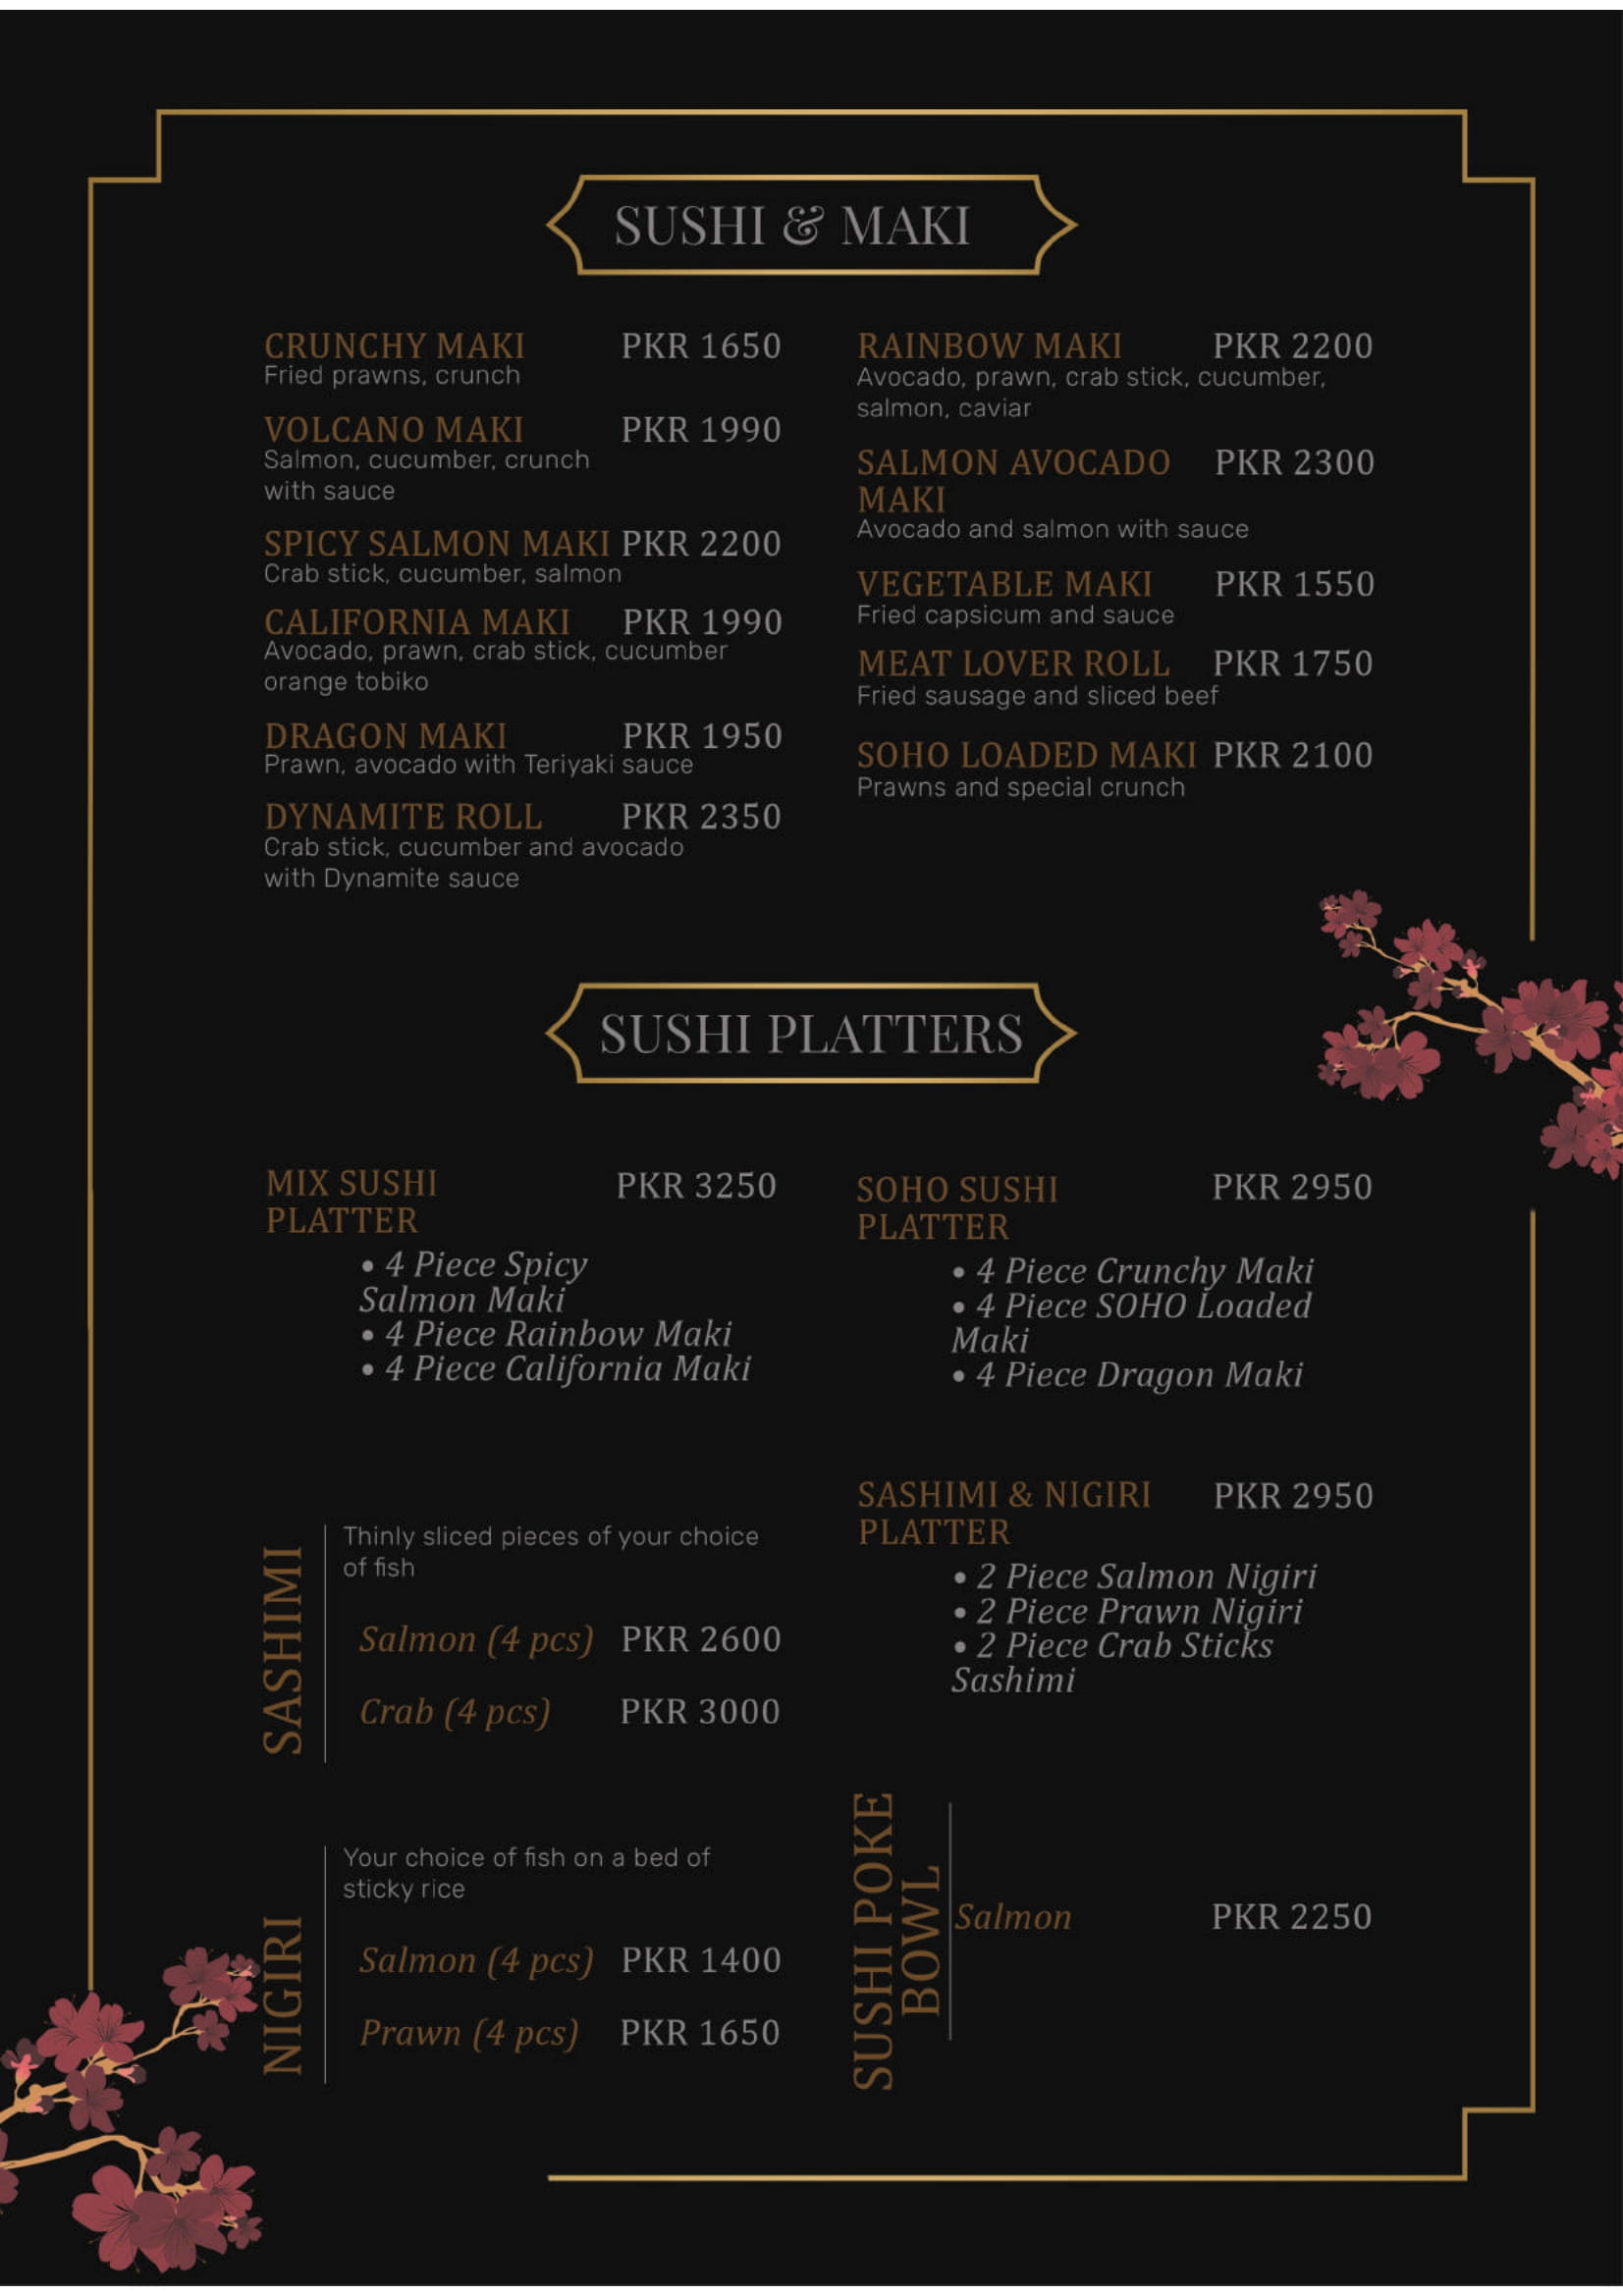 SUSHI & MAKI
CRUNCHY MAKI PKR 1650
Fried prawns, crunch
VOLCANO MAKI PKR 1990
Salmon, cucumber, crunch
with sauce
SPICY SALMON MAKI PKR 2200
Crab stick, cucumber, salmon
CALIFORNIA MAKI PKR 1990
Avocado, prawn, crab stick, cucumber
orange tobiko
DRAGON MAKI PKR 1950
Prawn, avocado with Teriyaki sauce
DYNAMITE ROLL PKR 2350
Crab stick, cucumber and avocado
with Dynamite sauce
RAINBOW MAKI PKR 2200
Avocado, prawn, crab stick, cucumber,
salmon, caviar
SALMON AVOCADO PKR 2300
MAKI
Avocado and salmon with sauce
VEGETABLE MAKI PKR 1550
Fried capsicum and sauce
MEAT LOVER ROLL PKR 1750
Fried sausage and sliced beef
SOHO LOADED MAKI PKR 2100
Prawns and special crunch
SUSHI PLATTERS
MIX SUSHI PKR 3250
PLATTER
• 4 Piece Spicy
Salmon Maki
• 4 Piece Rainbow Maki
• 4 Piece California Maki
SOHO SUSHI PKR 2950
PLATTER
• 4 Piece Crunchy Maki
• 4 Piece SOHO Loaded
Maki
• 4 Piece Dragon Maki
SASHIMI
Thinly sliced pieces of your choice
of fish
Salmon (4 pcs) PKR 2600
Crab (4 pcs) PKR 3000
SASHIMI & NIGIRI PKR 2950
PLATTER
• 2 Piece Salmon Nigiri
• 2 Piece Prawn Nigiri
• 2 Piece Crab Sticks
Sashimi
NIGIRI
Your choice of fish on a bed of
sticky rice
Salmon (4 pcs) PKR 1400
Prawn (4 pcs) PKR 1650
SUSHI POKE
BOWL
Salmon PKR 2250